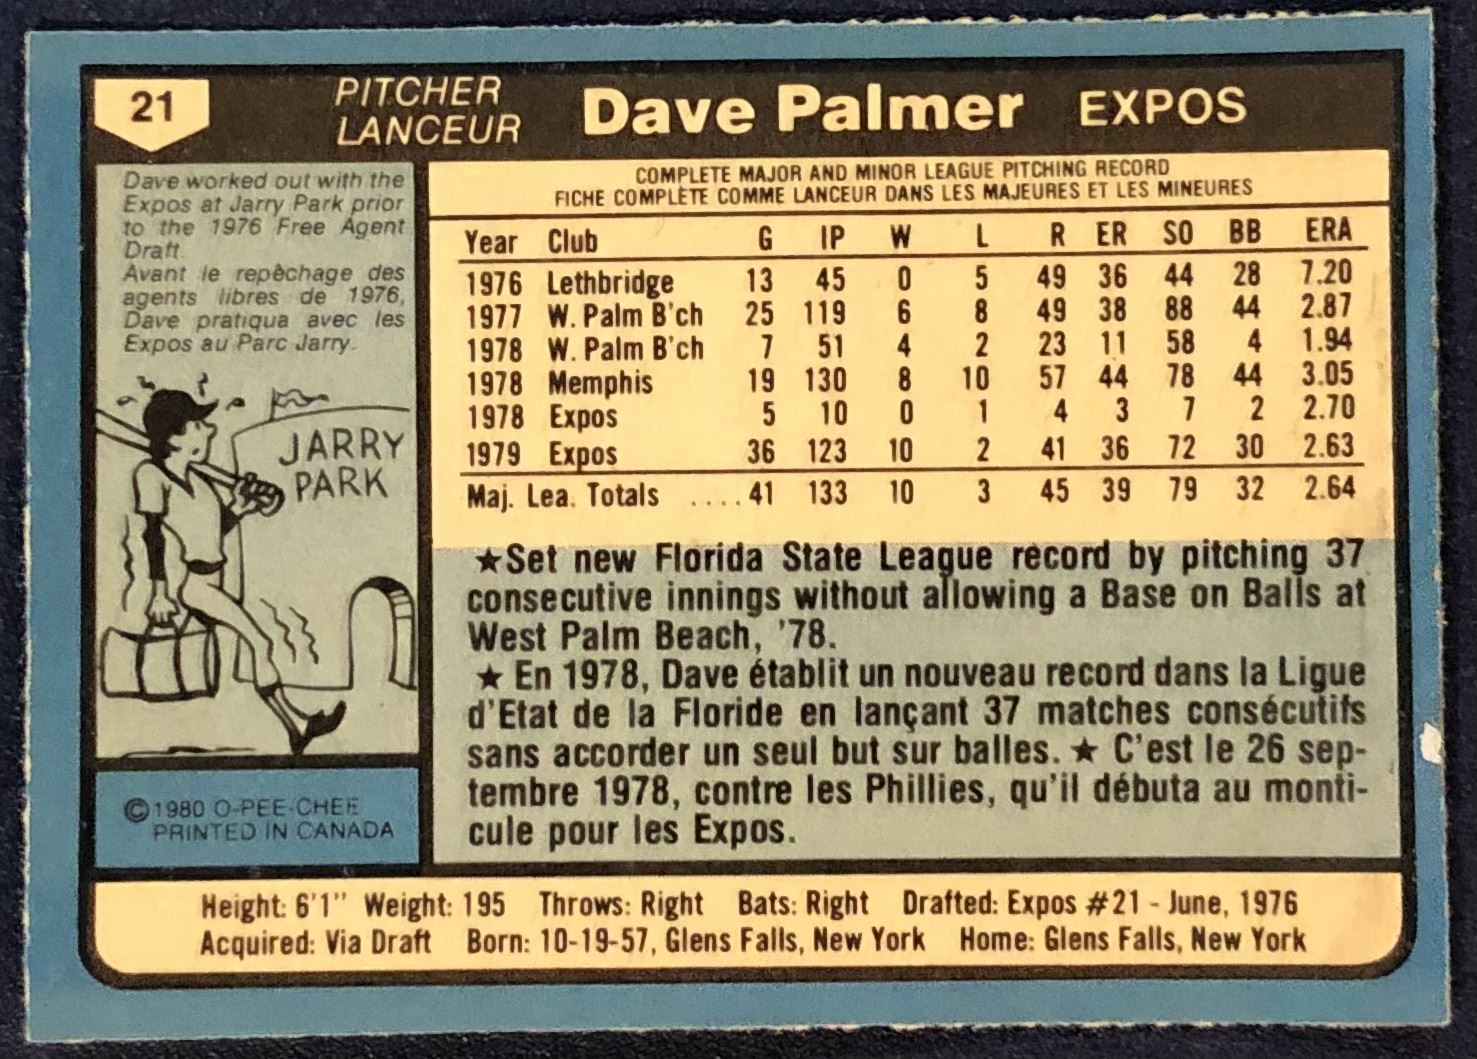 21
PITCHER
LANCEUR
Dave Palmer EXPOS
Dave worked out with the
Expos at Jarry Park prior
to the 1976 Free Agent
Draft.
Avant le repêchage des
agents libres de 1976,
Dave pratiqua avec les
Expos au Parc Jarry.
JARRY
PARK
©1980 O-PEE-CHEE
PRINTED IN CANADA
COMPLETE MAJOR AND MINOR LEAGUE PITCHING RECORD
FICHE COMPLÈTE COMME LANCEUR DANS LES MAJEURES ET LES MINEURES
Year Club G IP W L R ER SO BB ERA
1976 Lethbridge 13 45 0 5 49 36 44 28 7.20
1977 W. Palm B'ch 25 119 6 8 49 38 88 44 2.87
1978 W. Palm B'ch 7 51 4 2 23 11 58 4 1.94
1978 Memphis 19 130 8 10 57 44 78 44 3.05
1978 Expos 5 10 0 1 4 3 7 2 2.70
1979 Expos 36 123 10 2 41 36 72 30 2.63
Maj. Lea. Totals ....41 133 10 3 45 39 79 32 2.64
★Set new Florida State League record by pitching 37
consecutive innings without allowing a Base on Balls at
West Palm Beach, '78.
★ En 1978, Dave établit un nouveau record dans la Ligue
d'Etat de la Floride en lançant 37 matches consécutifs
sans accorder un seul but sur balles. ★ C'est le 26 sep-
tembre 1978, contre les Phillies, qu'il débuta au monti-
cule pour les Expos.
Height: 6'1" Weight: 195 Throws: Right Bats: Right Drafted: Expos #21 - June, 1976
Acquired: Via Draft Born: 10-19-57, Glens Falls, New York Home: Glens Falls, New York